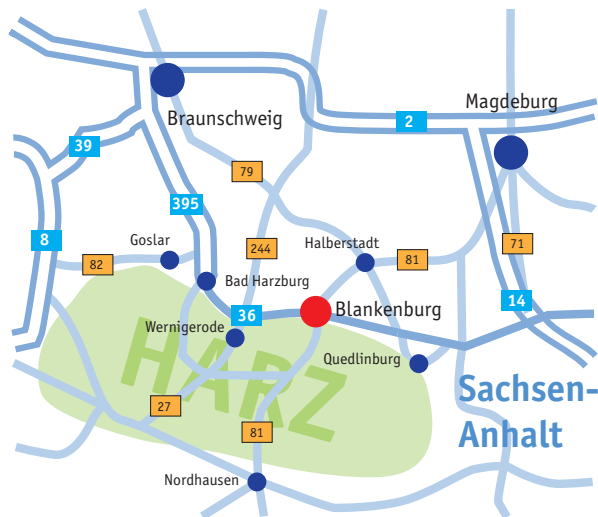 Magdeburg
Braunschweig
2
39
79
395
8
Goslar
244
Halberstadt
71
82
81
Bad Harzburg
14
36
Blankenburg
Wernigerode
HARZ
Quedlinburg
Sachsen-
Anhalt
27
81
Nordhausen